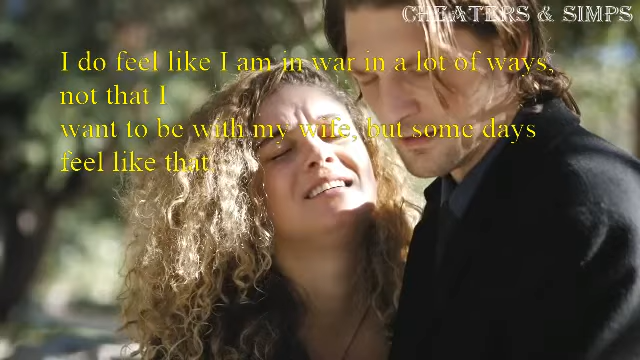 CHEATERS & SIMPS
I do feel like I am in war in a lot of ways,
not that I
want to be with my wife, but some days
feel like that